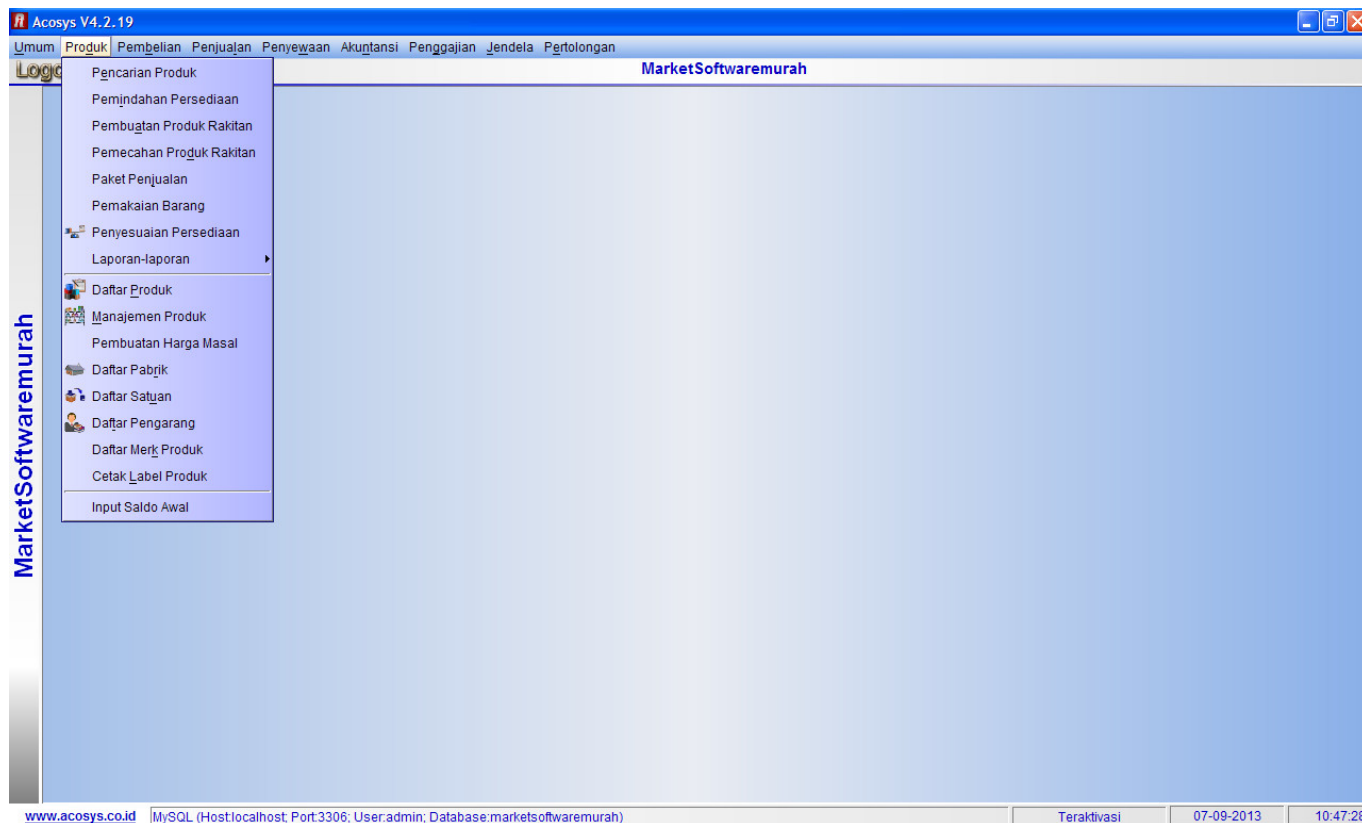 Acosys V4.2.19
Umum Produk Pembelian Penjualan Penyewaan Akuntansi Penggajian Jendela Pertolongan
MarketSoftwaremurah
Pencarian Produk
Pemindahan Persediaan
Pembuatan Produk Rakitan
Pemecahan Produk Rakitan
Paket Penjualan
Pemakaian Barang
Penyesuaian Persediaan
Laporan-laporan
Daftar Produk
Manajemen Produk
Pembuatan Harga Masal
Daftar Pabrik
Daftar Satuan
Daftar Pengarang
Daftar Merk Produk
Cetak Label Produk
Input Saldo Awal
MarketSoftwaremurah
www.acosys.co.id MySQL (Host:localhost; Port:3306; User:admin; Database:marketsoftwaremurah) Teraktivasi 07-09-2013 10:47:28